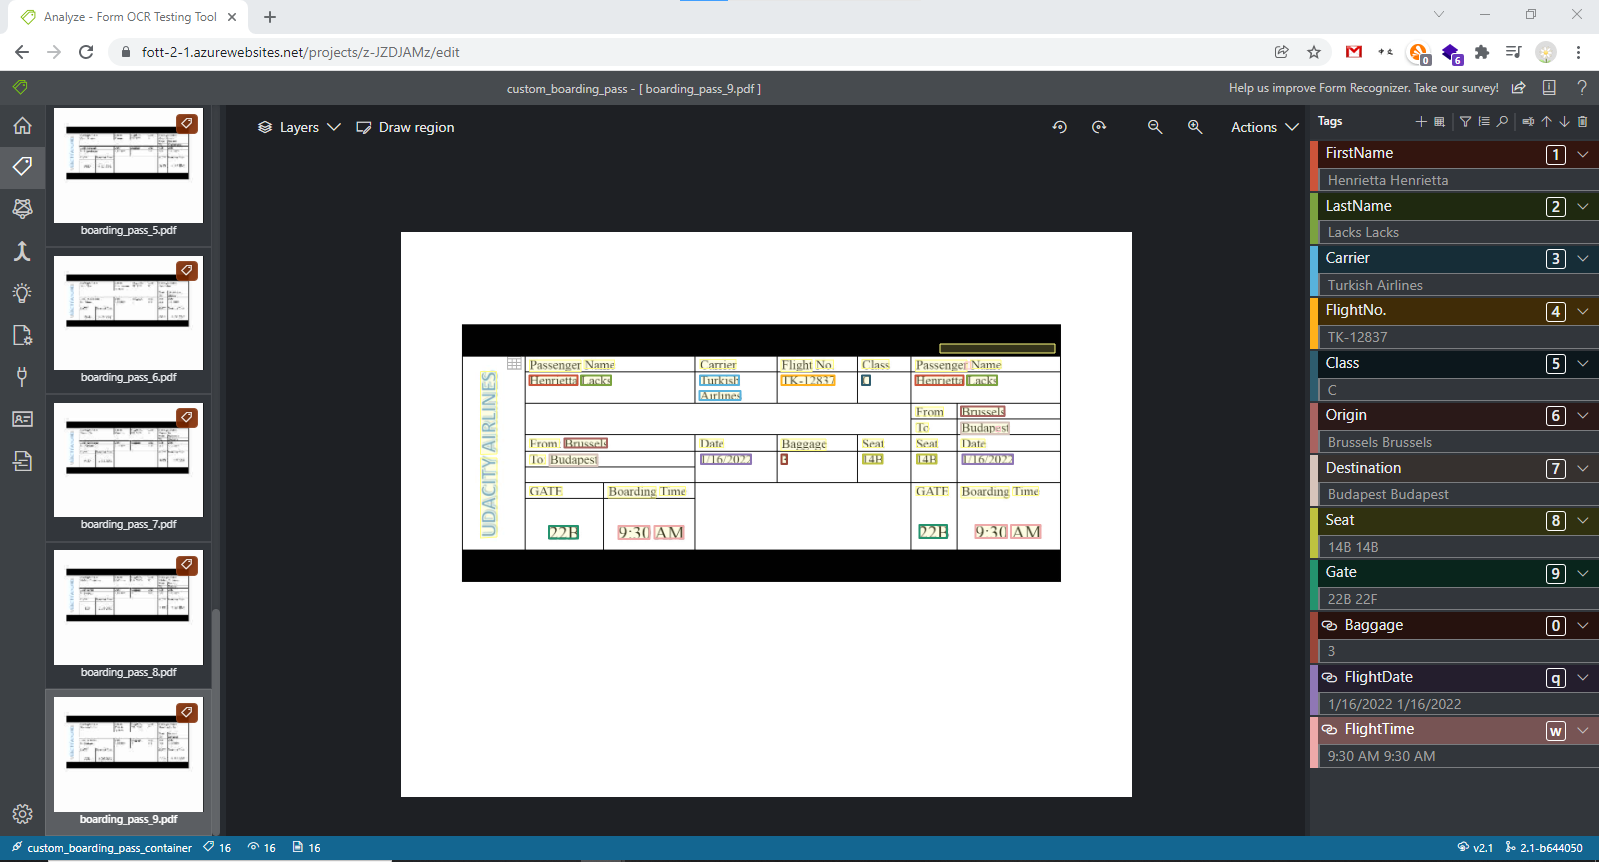 Analyze - Form OCR Testing Tool
fott-2-1.azurewebsites.net/projects/z-JZDJAMz/edit
0
6
custom_boarding_pass - [ boarding_pass_9.pdf ]
Help us improve Form Recognizer. Take our survey!
?
boarding_pass_5.pdf
boarding_pass_6.pdf
boarding_pass_7.pdf
boarding_pass_8.pdf
boarding_pass_9.pdf
Layers
Draw region
Actions
UDACITY AIRLINES
Passenger Name
Carrier
Flight No
Class
Passenger Name
Henrietta Lacks
Turkish
Airlines
TK-12837
Henrietta Lacks
From
Brussels
To
Budapest
From: Brussels
Date
Baggage
Seat
Seat
Date
To Budapest
1/16/2022
14B
14B
1/16/2022
GATE
Boarding Time
GATE
Boarding Time
22B
9:30 AM
22B
9:30 AM
Tags
FirstName 1
Henrietta Henrietta
LastName 2
Lacks Lacks
Carrier 3
Turkish Airlines
FlightNo. 4
TK-12837
Class 5
C
Origin 6
Brussels Brussels
Destination 7
Budapest Budapest
Seat 8
14B 14B
Gate 9
22B 22F
Baggage 0
3
FlightDate q
1/16/2022 1/16/2022
FlightTime w
9:30 AM 9:30 AM
custom_boarding_pass_container 16 16 16
v2.1 2.1-b644050